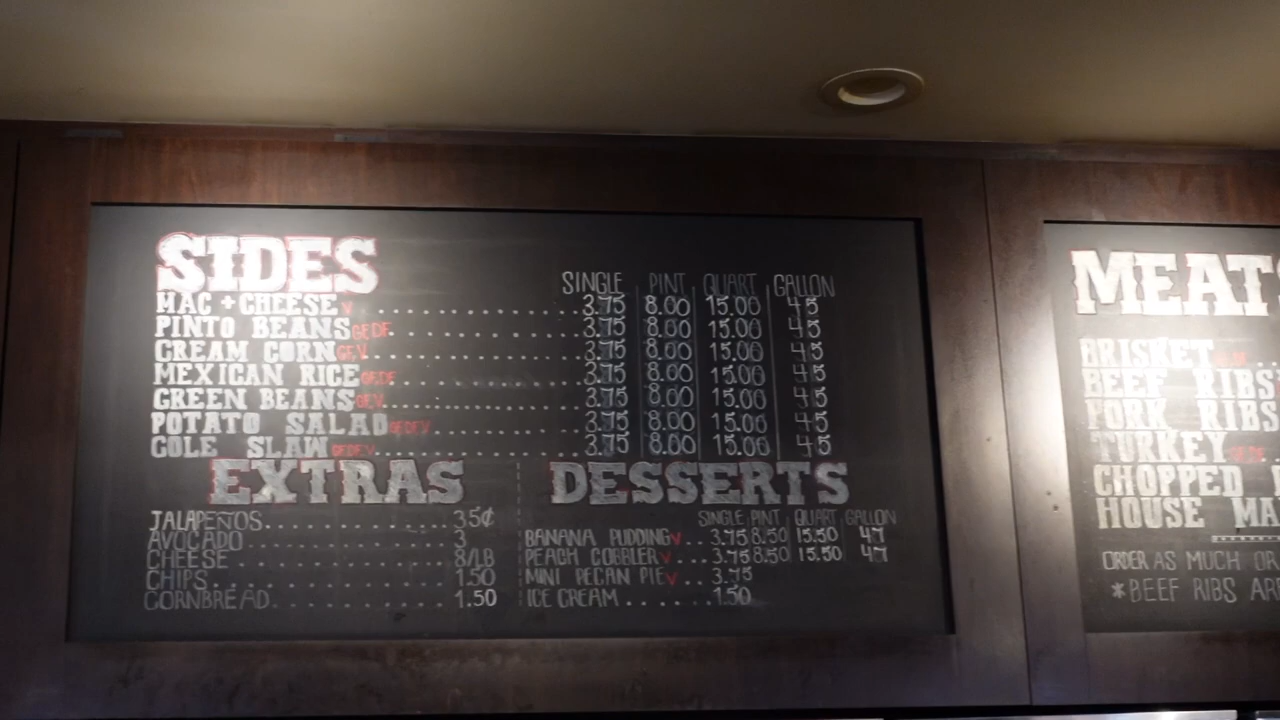 SIDES
SINGLE PINT QUART GALLON
MAC + CHEESE V 3.75 8.00 15.00 45
PINTO BEANS GF, DF 3.75 8.00 15.00 45
CREAM CORN GF, V 3.75 8.00 15.00 45
MEXICAN RICE GF, DF 3.75 8.00 15.00 45
GREEN BEANS GF, V 3.75 8.00 15.00 45
POTATO SALAD GF, DF, V 3.75 8.00 15.00 45
COLE SLAW GF, DF, V 3.75 8.00 15.00 45
EXTRAS
JALAPEÑOS 35¢
AVOCADO 3
CHEESE 8/LB
CHIPS 1.50
CORNBREAD 1.50
DESSERTS
SINGLE PINT QUART GALLON
BANANA PUDDING V 3.75 8.50 15.50 47
PEACH COBBLER V 3.75 8.50 15.50 47
MINI PECAN PIE V 3.75
ICE CREAM 1.50
MEATS
BRISKET
BEEF RIBS*
PORK RIBS
TURKEY
CHOPPED
HOUSE MA
ORDER AS MUCH OR
*BEEF RIBS AR